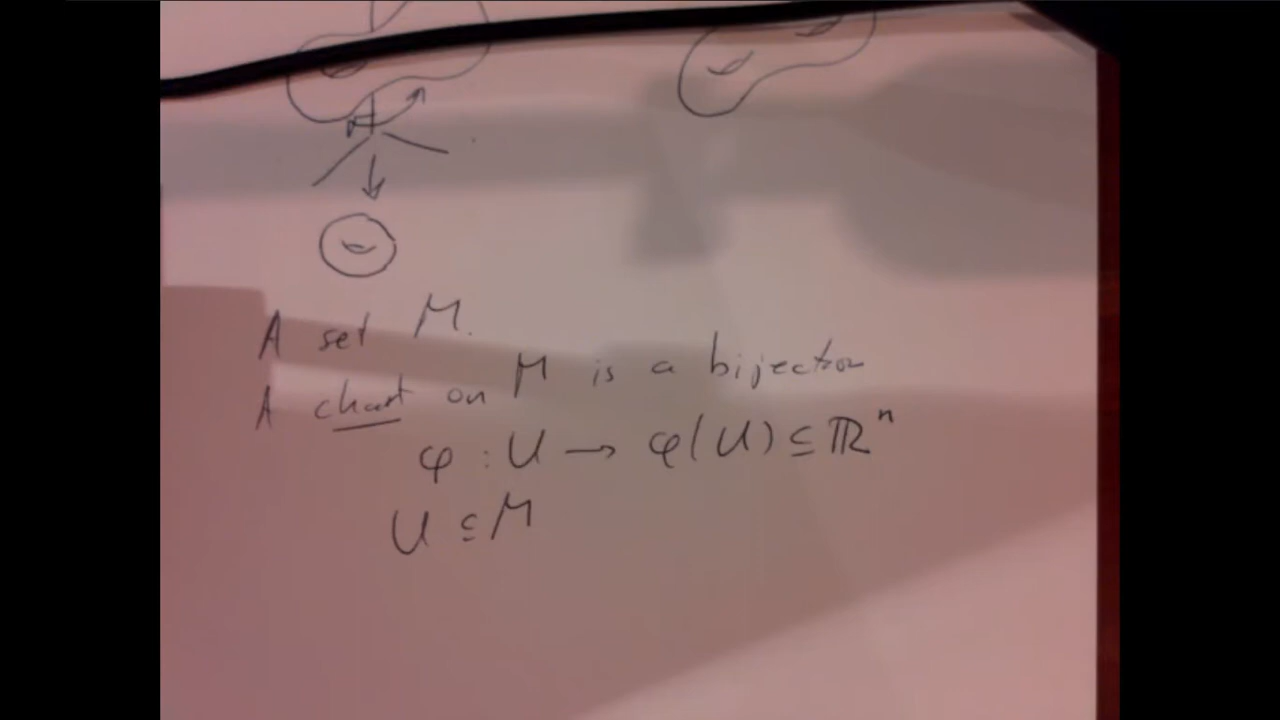 A set M.
A chart on M is a bijection
φ : U → φ(U) ⊆ ℝⁿ
U ⊆ M